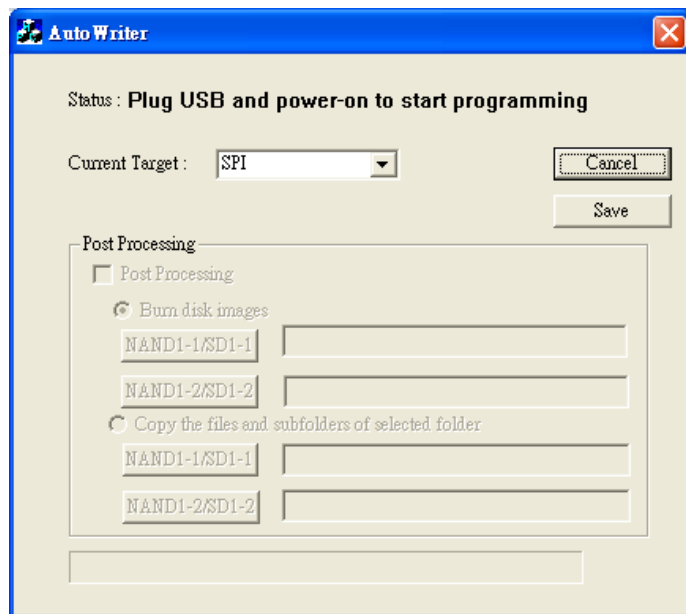 Auto Writer
Status : Plug USB and power-on to start programming
Current Target : SPI Cancel
Save
Post Processing
Post Processing
Burn disk images
NAND1-1/SD1-1
NAND1-2/SD1-2
Copy the files and subfolders of selected folder
NAND1-1/SD1-1
NAND1-2/SD1-2